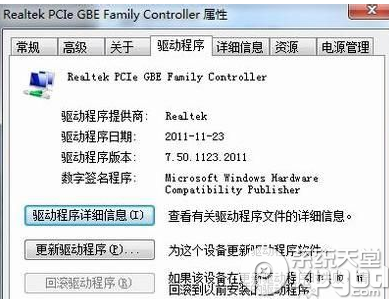 Realtek PCIe GBE Family Controller 属性
常规 高级 关于 驱动程序 详细信息 资源 电源管理
Realtek PCIe GBE Family Controller
驱动程序提供商: Realtek
驱动程序日期: 2011-11-23
驱动程序版本: 7.50.1123.2011
数字签名程序: Microsoft Windows Hardware
Compatibility Publisher
驱动程序详细信息(I) 查看有关驱动程序文件的详细信息。
更新驱动程序(P)... 为这个设备更新驱动程序软件。
回滚驱动程序 如果该设备在
回滚到以前安装